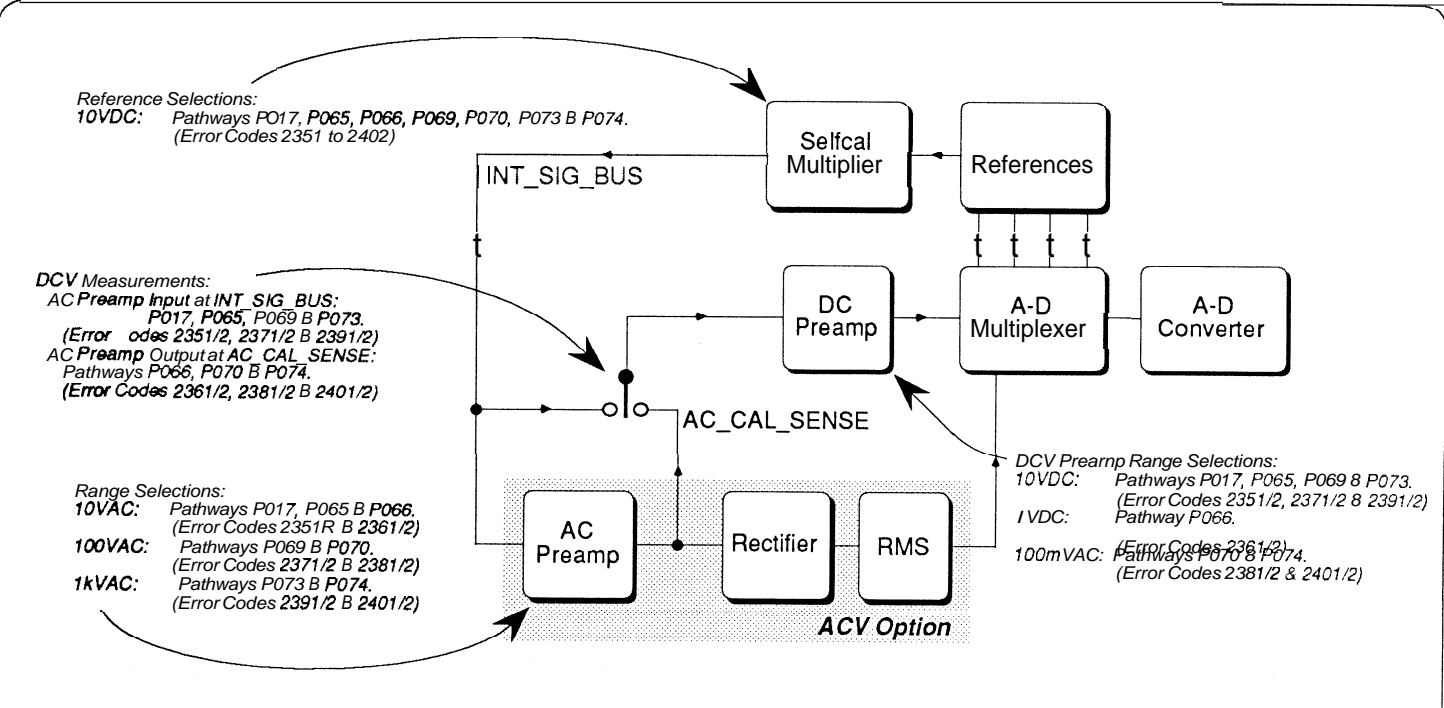 Reference Selections:
10VDC: Pathways PO17, P065, P066, P069, P070, P073 B P074.
(Error Codes 2351 to 2402)
Selfcal
Multiplier
References
INT_SIG_BUS
t
t t t t
DCV Measurements:
AC Preamp Input at INT_SIG_BUS:
P017, P065, P069 B P073.
(Error odes 2351/2, 2371/2 B 2391/2)
AC Preamp Output at AC_CAL_SENSE:
Pathways P066, P070 B P074.
(Error Codes 2361/2, 2381/2 B 2401/2)
DC
Preamp
A-D
Multiplexer
A-D
Converter
AC_CAL_SENSE
DCV Prearnp Range Selections:
10VDC: Pathways P017, P065, P069 8 P073.
(Error Codes 2351/2, 2371/2 8 2391/2)
I VDC: Pathway P066.
(Error Codes 2361/2)
100mVAC: Pathways P070 8 P074.
(Error Codes 2381/2 & 2401/2)
Range Selections:
10VAC: Pathways P017, P065 B P066.
(Error Codes 2351R B 2361/2)
100VAC: Pathways P069 B P070.
(Error Codes 2371/2 B 2381/2)
1kVAC: Pathways P073 B P074.
(Error Codes 2391/2 B 2401/2)
AC
Preamp
Rectifier
RMS
ACV Option